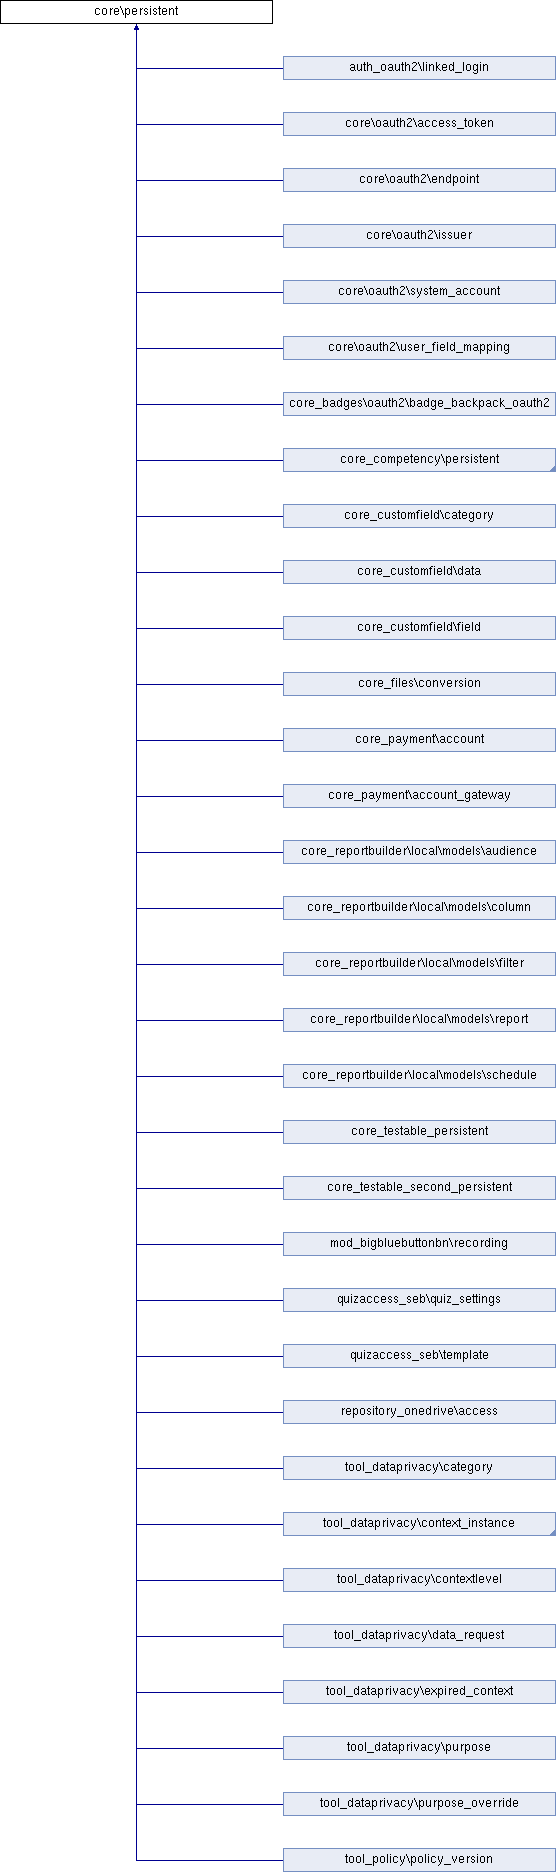 core\persistent
auth_oauth2\linked_login
core\oauth2\access_token
core\oauth2\endpoint
core\oauth2\issuer
core\oauth2\system_account
core\oauth2\user_field_mapping
core_badges\oauth2\badge_backpack_oauth2
core_competency\persistent
core_customfield\category
core_customfield\data
core_customfield\field
core_files\conversion
core_payment\account
core_payment\account_gateway
core_reportbuilder\local\models\audience
core_reportbuilder\local\models\column
core_reportbuilder\local\models\filter
core_reportbuilder\local\models\report
core_reportbuilder\local\models\schedule
core_testable_persistent
core_testable_second_persistent
mod_bigbluebuttonbn\recording
quizaccess_seb\quiz_settings
quizaccess_seb\template
repository_onedrive\access
tool_dataprivacy\category
tool_dataprivacy\context_instance
tool_dataprivacy\contextlevel
tool_dataprivacy\data_request
tool_dataprivacy\expired_context
tool_dataprivacy\purpose
tool_dataprivacy\purpose_override
tool_policy\policy_version